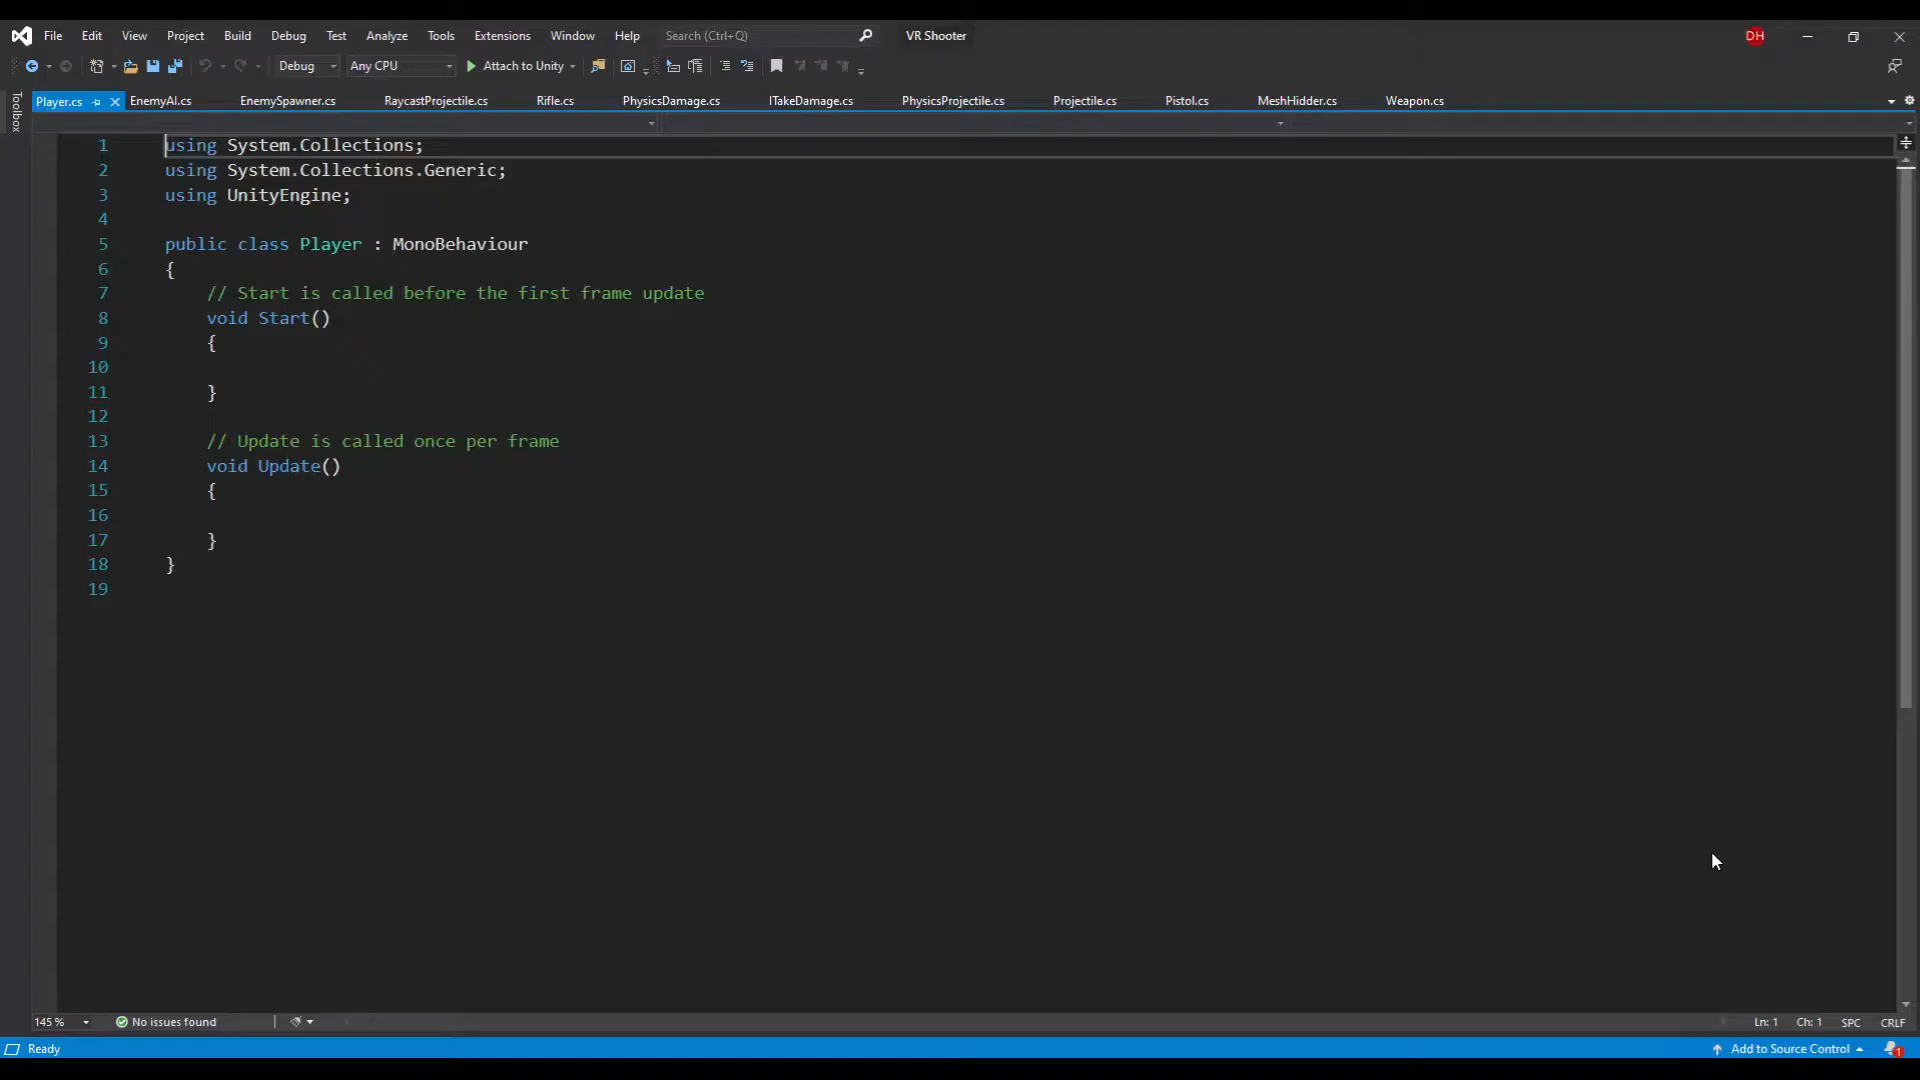 File Edit View Project Build Debug Test Analyze Tools Extensions Window Help Search (Ctrl+Q) VR Shooter DH
Debug Any CPU Attach to Unity
Toolbox
Player.cs EnemyAI.cs EnemySpawner.cs RaycastProjectile.cs Rifle.cs PhysicsDamage.cs ITakeDamage.cs PhysicsProjectile.cs Projectile.cs Pistol.cs MeshHidder.cs Weapon.cs
1 using System.Collections;
2 using System.Collections.Generic;
3 using UnityEngine;
4
5 public class Player : MonoBehaviour
6 {
7 // Start is called before the first frame update
8 void Start()
9 {
10
11 }
12
13 // Update is called once per frame
14 void Update()
15 {
16
17 }
18 }
19
145 % No issues found Ln: 1 Ch: 1 SPC CRLF
Ready Add to Source Control 1